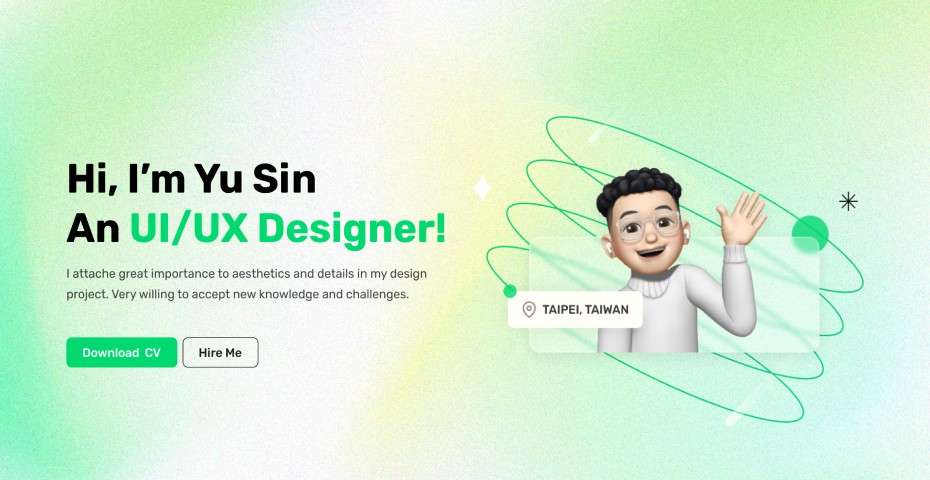 Hi, I’m Yu Sin
An UI/UX Designer!
I attache great importance to aesthetics and details in my design
project. Very willing to accept new knowledge and challenges.
Download CV
Hire Me
TAIPEI, TAIWAN